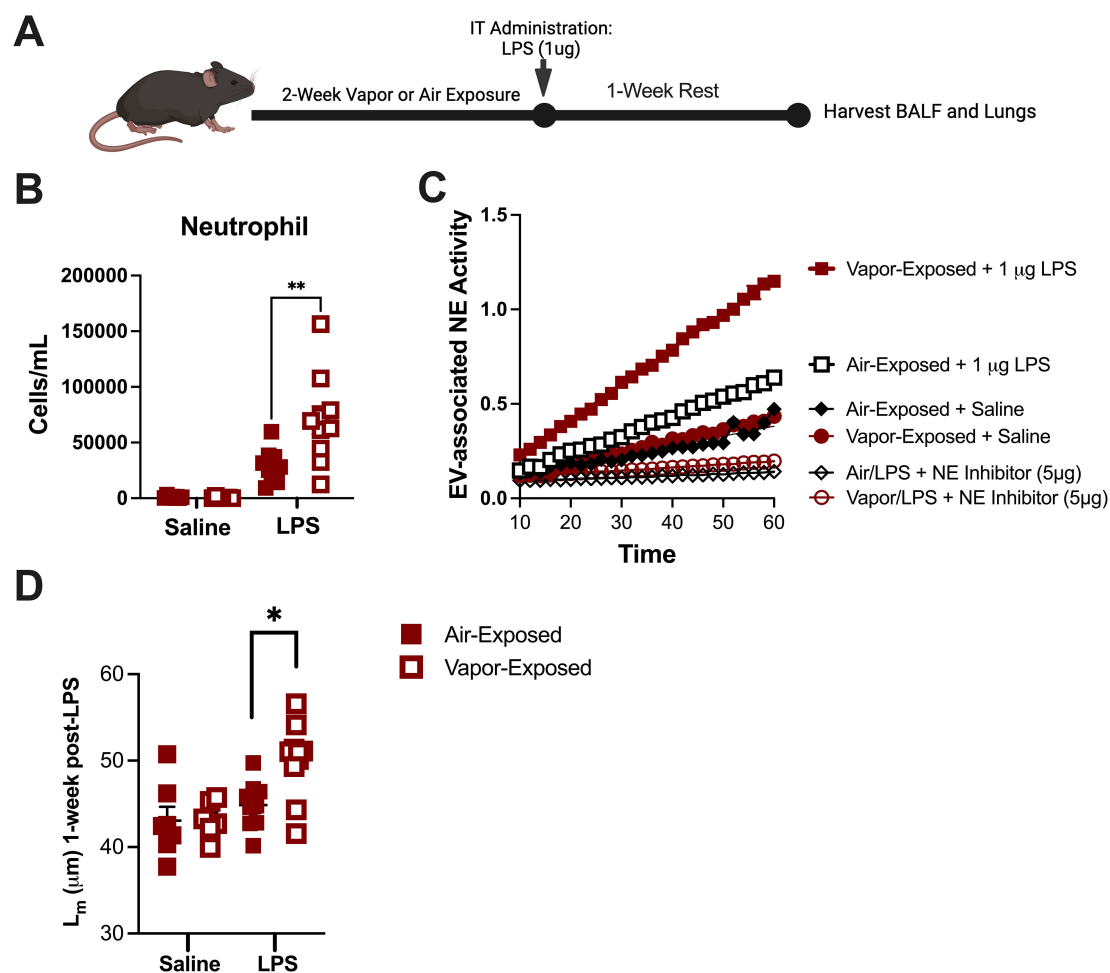 A
IT Administration:
LPS (1ug)
2-Week Vapor or Air Exposure
1-Week Rest
Harvest BALF and Lungs
B
Neutrophil
200000
150000
100000
50000
0
Cells/mL
**
Saline
LPS
C
1.5
1.0
0.5
0.0
EV-associated NE Activity
10
20
30
40
50
60
Time
Vapor-Exposed + 1 μg LPS
Air-Exposed + 1 μg LPS
Air-Exposed + Saline
Vapor-Exposed + Saline
Air/LPS + NE Inhibitor (5μg)
Vapor/LPS + NE Inhibitor (5μg)
D
*
60
50
40
30
Lm (μm) 1-week post-LPS
Saline
LPS
Air-Exposed
Vapor-Exposed